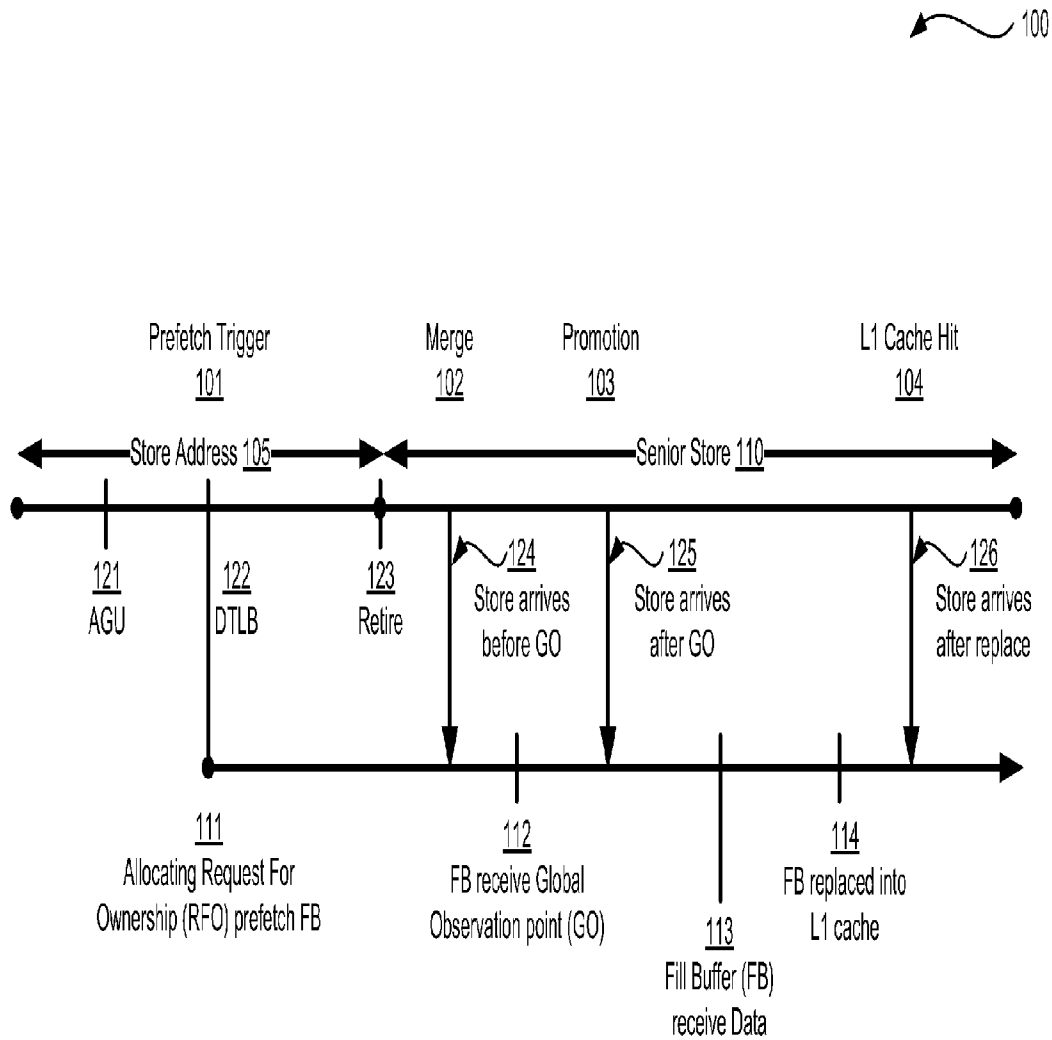 100
Prefetch Trigger
101
Merge
102
Promotion
103
L1 Cache Hit
104
Store Address 105
Senior Store 110
121
AGU
122
DTLB
123
Retire
124
Store arrives
before GO
125
Store arrives
after GO
126
Store arrives
after replace
111
Allocating Request For
Ownership (RFO) prefetch FB
112
FB receive Global
Observation point (GO)
113
Fill Buffer (FB)
receive Data
114
FB replaced into
L1 cache